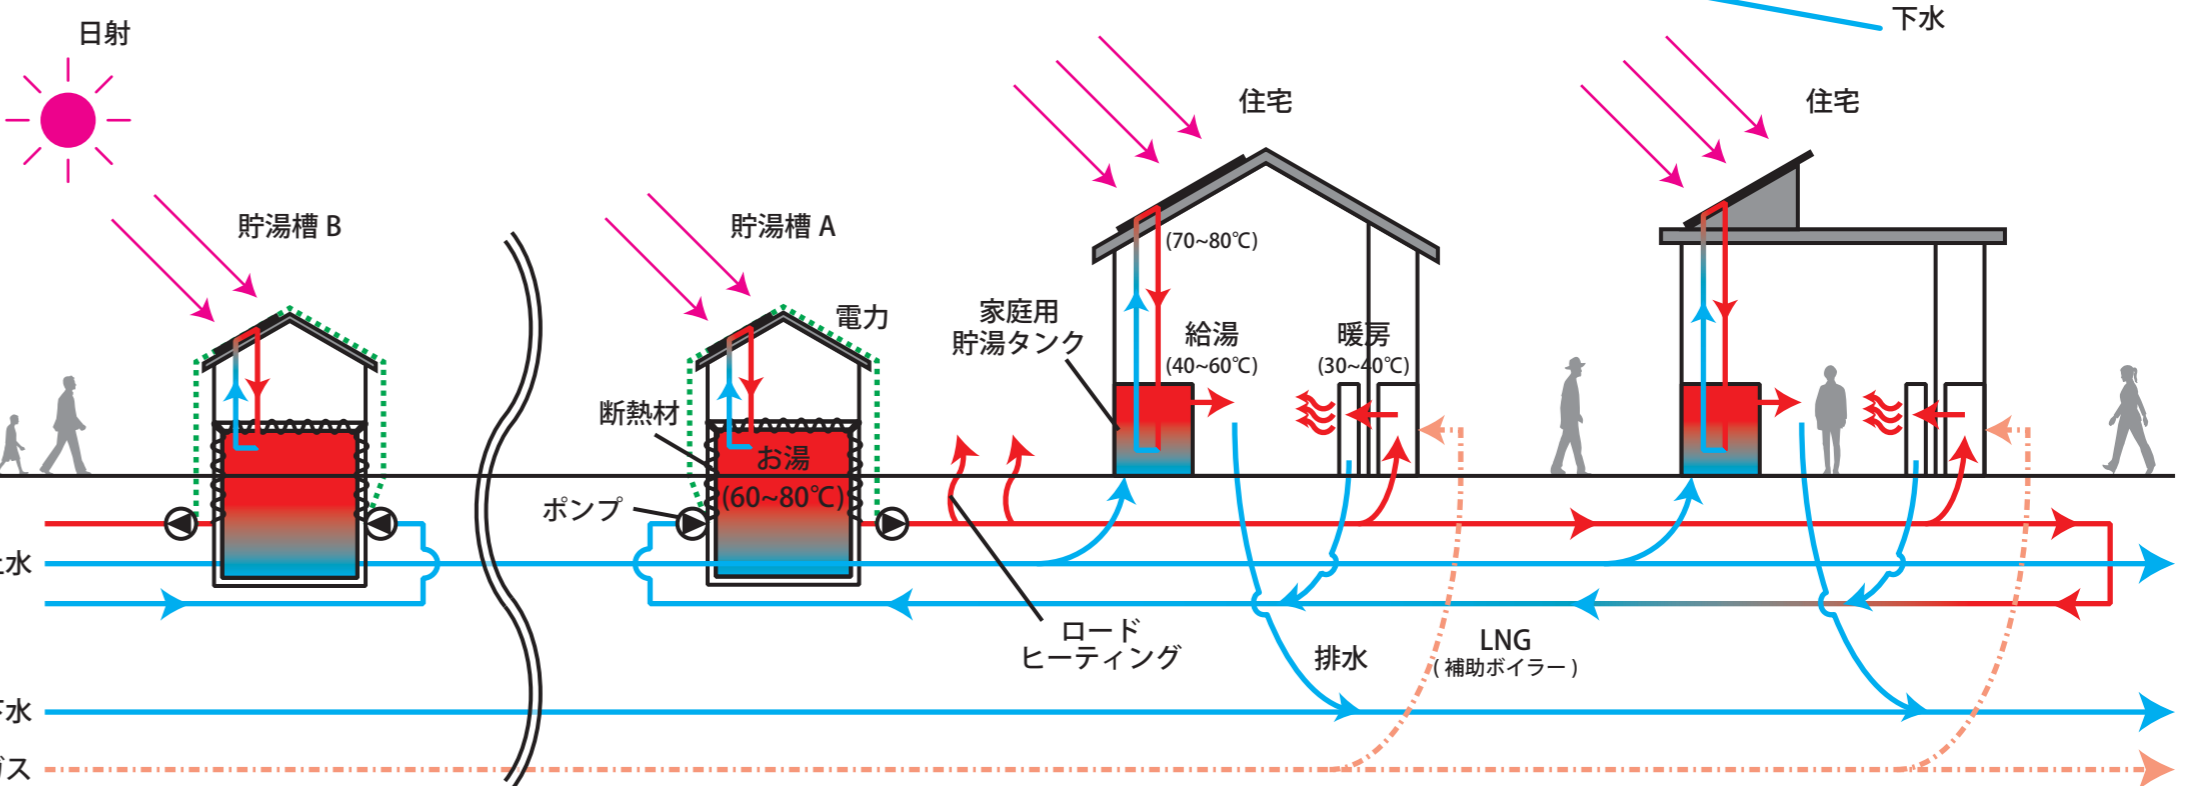 下水
日射
住宅
住宅
貯湯槽 B
貯湯槽 A
(70~80℃)
電力
家庭用
貯湯タンク
給湯
(40~60℃)
暖房
(30~40℃)
断熱材
お湯
(60~80℃)
ポンプ
上水
ロード
ヒーティング
排水
LNG
( 補助ボイラー )
下水
ガス